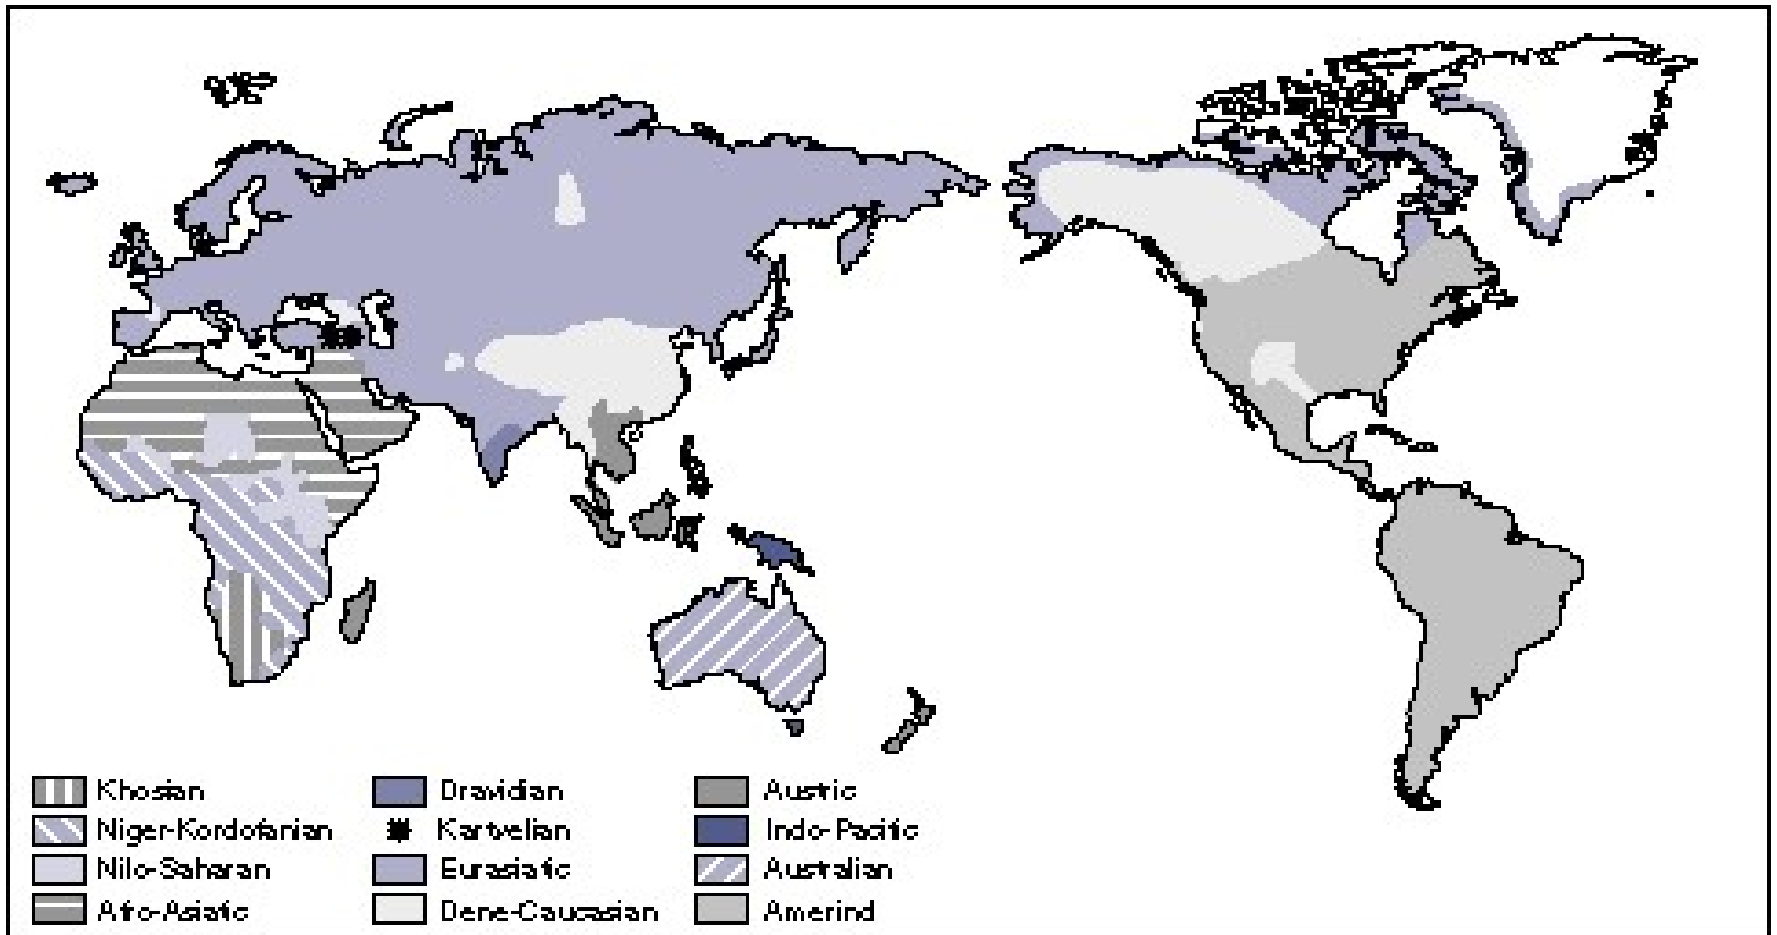 Khosian
Niger-Kordofanian
Nilo-Saharan
Afro-Asiatic
Dravidian
Kartvelian
Eurasiatic
Dene-Caucasian
Austric
Indo-Pacific
Australian
Amerind